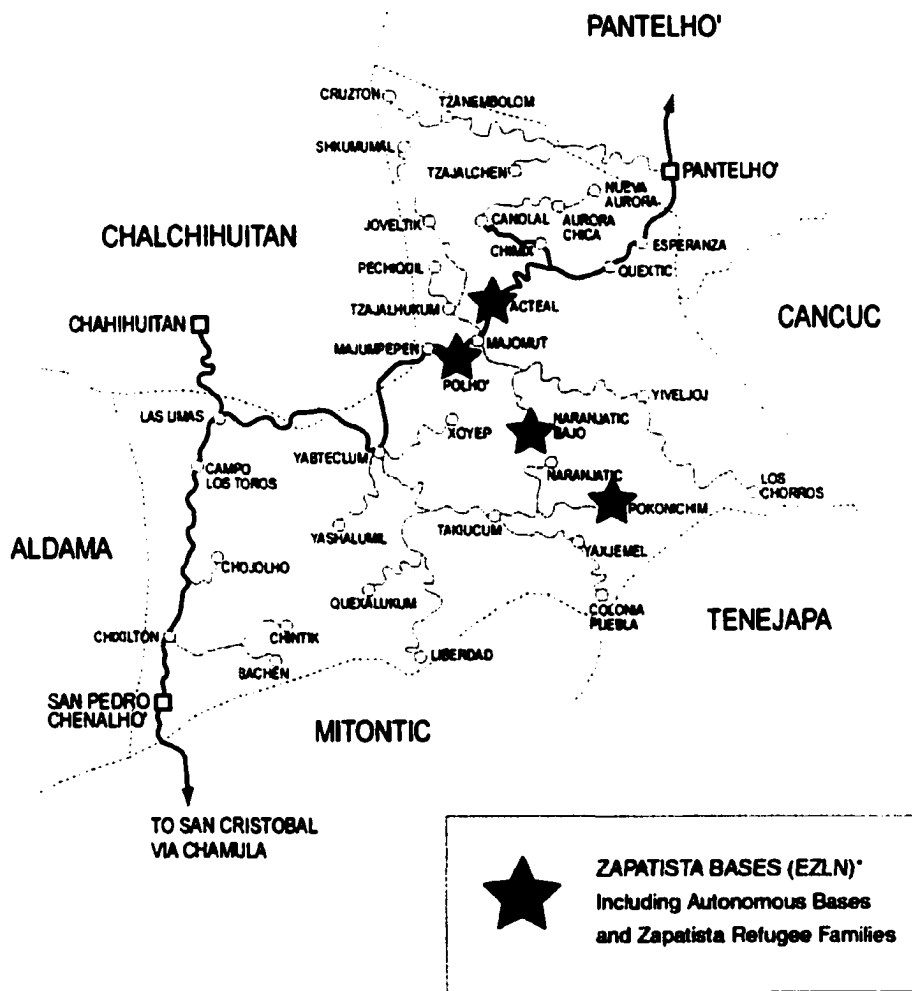 PANTELHO'
CRUZTON
TZANEMBOLOM
SHKUMUMAL
TZAJALCHEN
PANTELHO'
NUEVA
AURORA
JOVELTIK
CANOLAL
AURORA
CHICA
CHALCHIHUITAN
CHIMIX
ESPERANZA
PECHIQUIL
QUEXTIC
TZAJALHUKUM
ACTEAL
CANCUC
CHAHIHUITAN
MAJUMPEPEN
MAJOMUT
POLHO'
YIVELJOJ
LAS LIMAS
XOYEP
NARANJATIC
BAJO
YABTECLUM
CAMPO
LOS TOROS
NARANJATIC
LOS
CHORROS
POKONICHIM
YASHALUMIL
TAKIUCUM
ALDAMA
CHOJOLHO
YAXJEMEL
QUEXALUKUM
COLONIA
PUEBLA
TENEJAPA
CHIXILTON
CHINTIK
LIBERDAD
BACHEN
SAN PEDRO
CHENALHO'
MITONTIC
TO SAN CRISTOBAL
VIA CHAMULA
ZAPATISTA BASES (EZLN)*
Including Autonomous Bases
and Zapatista Refugee Families